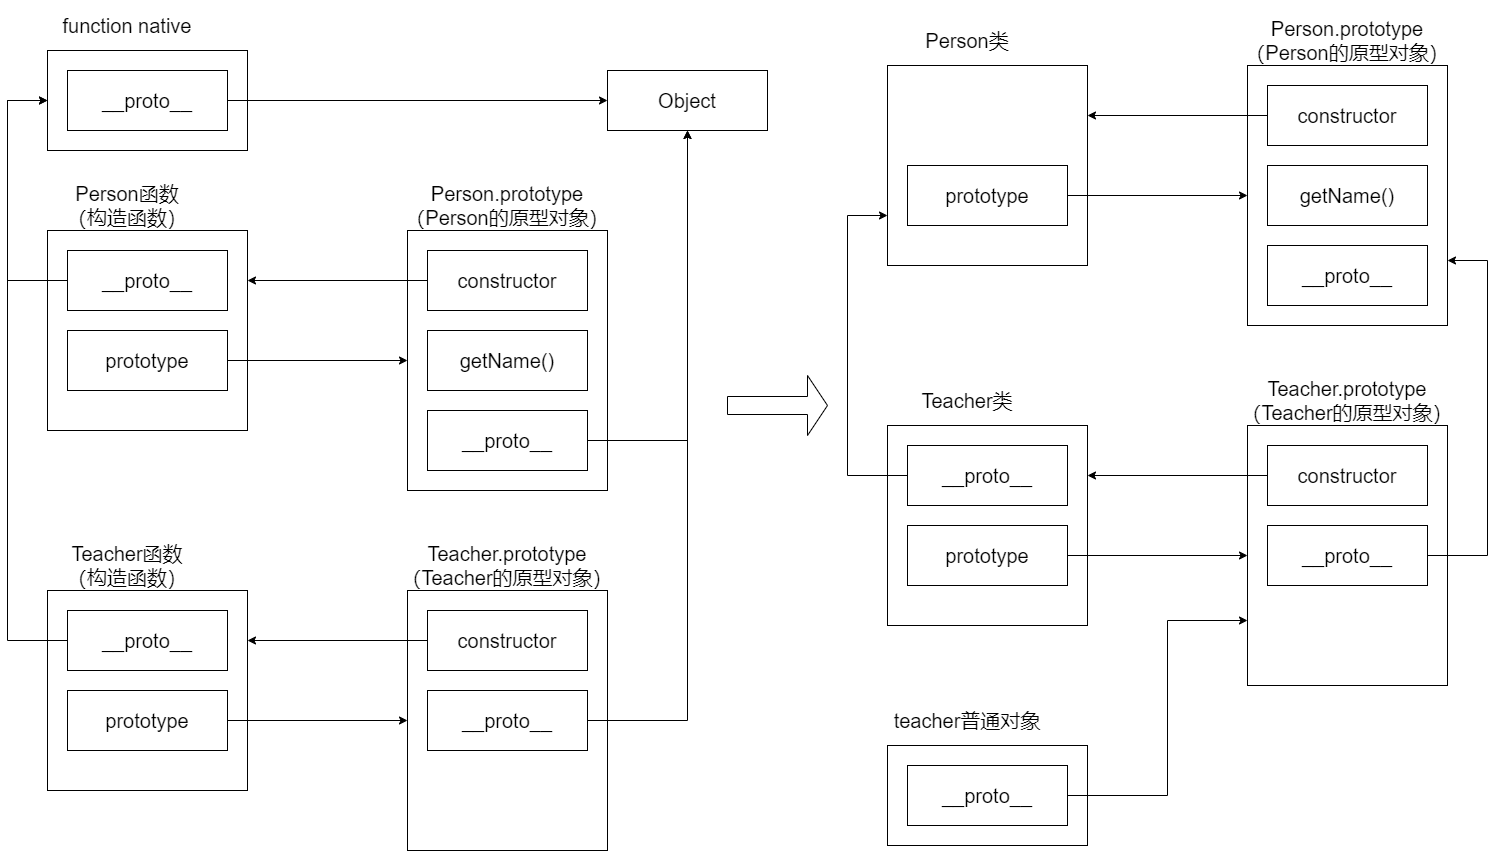 function native
__proto__
Object
Person函数
(构造函数)
__proto__
prototype
Person.prototype
(Person的原型对象)
constructor
getName()
__proto__
Teacher函数
(构造函数)
__proto__
prototype
Teacher.prototype
(Teacher的原型对象)
constructor
__proto__
Person类
prototype
Person.prototype
(Person的原型对象)
constructor
getName()
__proto__
Teacher类
__proto__
prototype
Teacher.prototype
(Teacher的原型对象)
constructor
__proto__
teacher普通对象
__proto__